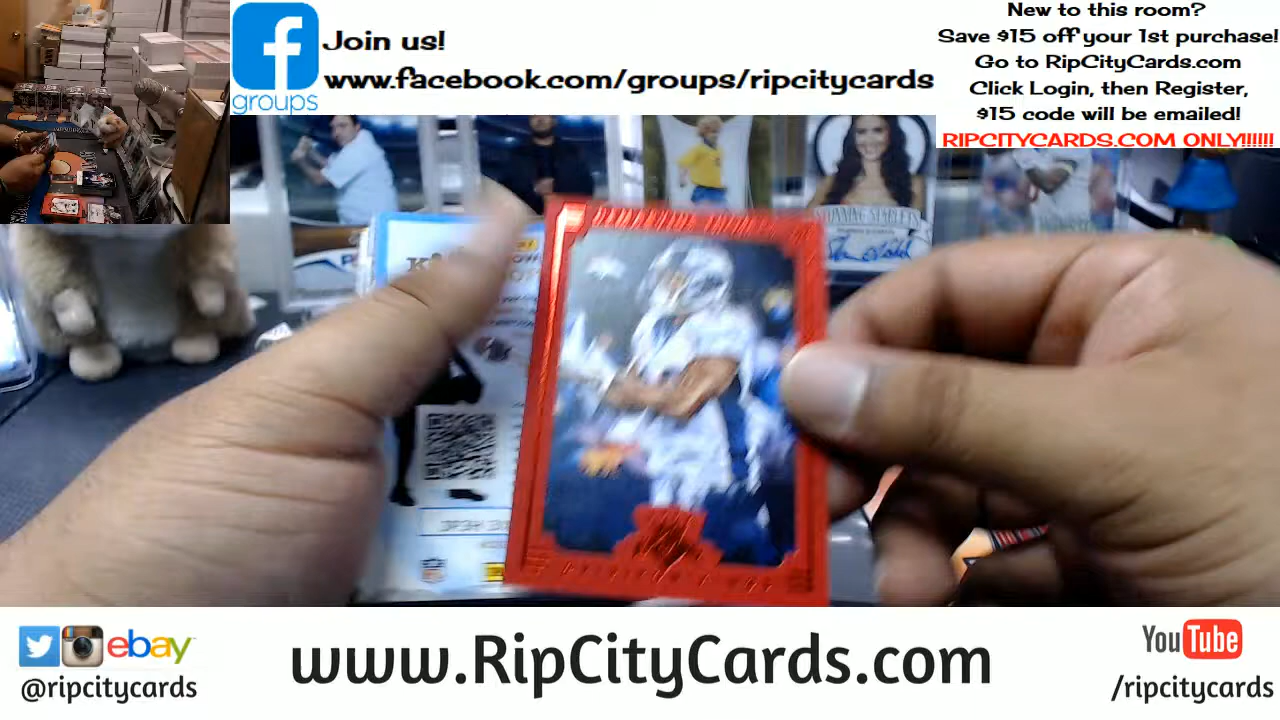 Join us!
www.facebook.com/groups/ripcitycards
groups
New to this room?
Save $15 off your 1st purchase!
Go to RipCityCards.com
Click Login, then Register,
$15 code will be emailed!
RIPCITYCARDS.COM ONLY!!!!!!
STUNNING STARLETS
ebay
@ripcitycards
www.RipCityCards.com
YouTube
/ripcitycards